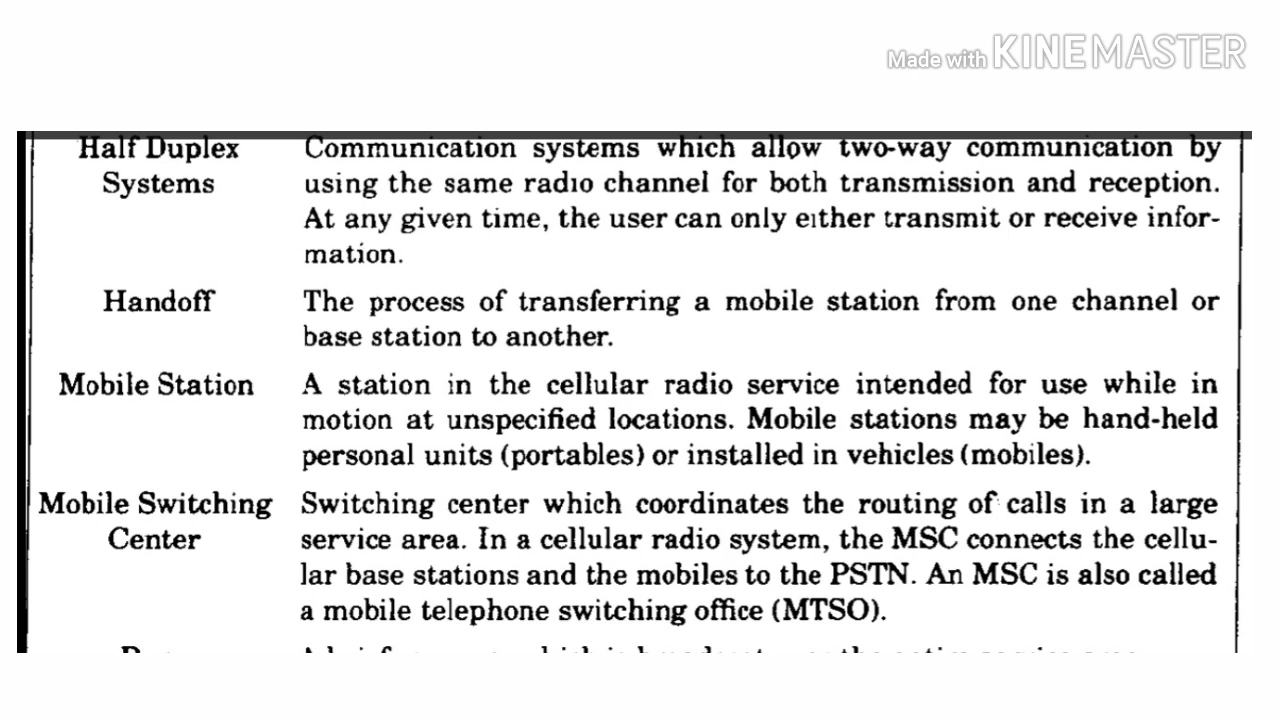 Made with KINEMASTER
Half Duplex Systems
Communication systems which allow two-way communication by
using the same radio channel for both transmission and reception.
At any given time, the user can only either transmit or receive infor-
mation.
Handoff
The process of transferring a mobile station from one channel or
base station to another.
Mobile Station
A station in the cellular radio service intended for use while in
motion at unspecified locations. Mobile stations may be hand-held
personal units (portables) or installed in vehicles (mobiles).
Mobile Switching
Center
Switching center which coordinates the routing of calls in a large
service area. In a cellular radio system, the MSC connects the cellu-
lar base stations and the mobiles to the PSTN. An MSC is also called
a mobile telephone switching office (MTSO).